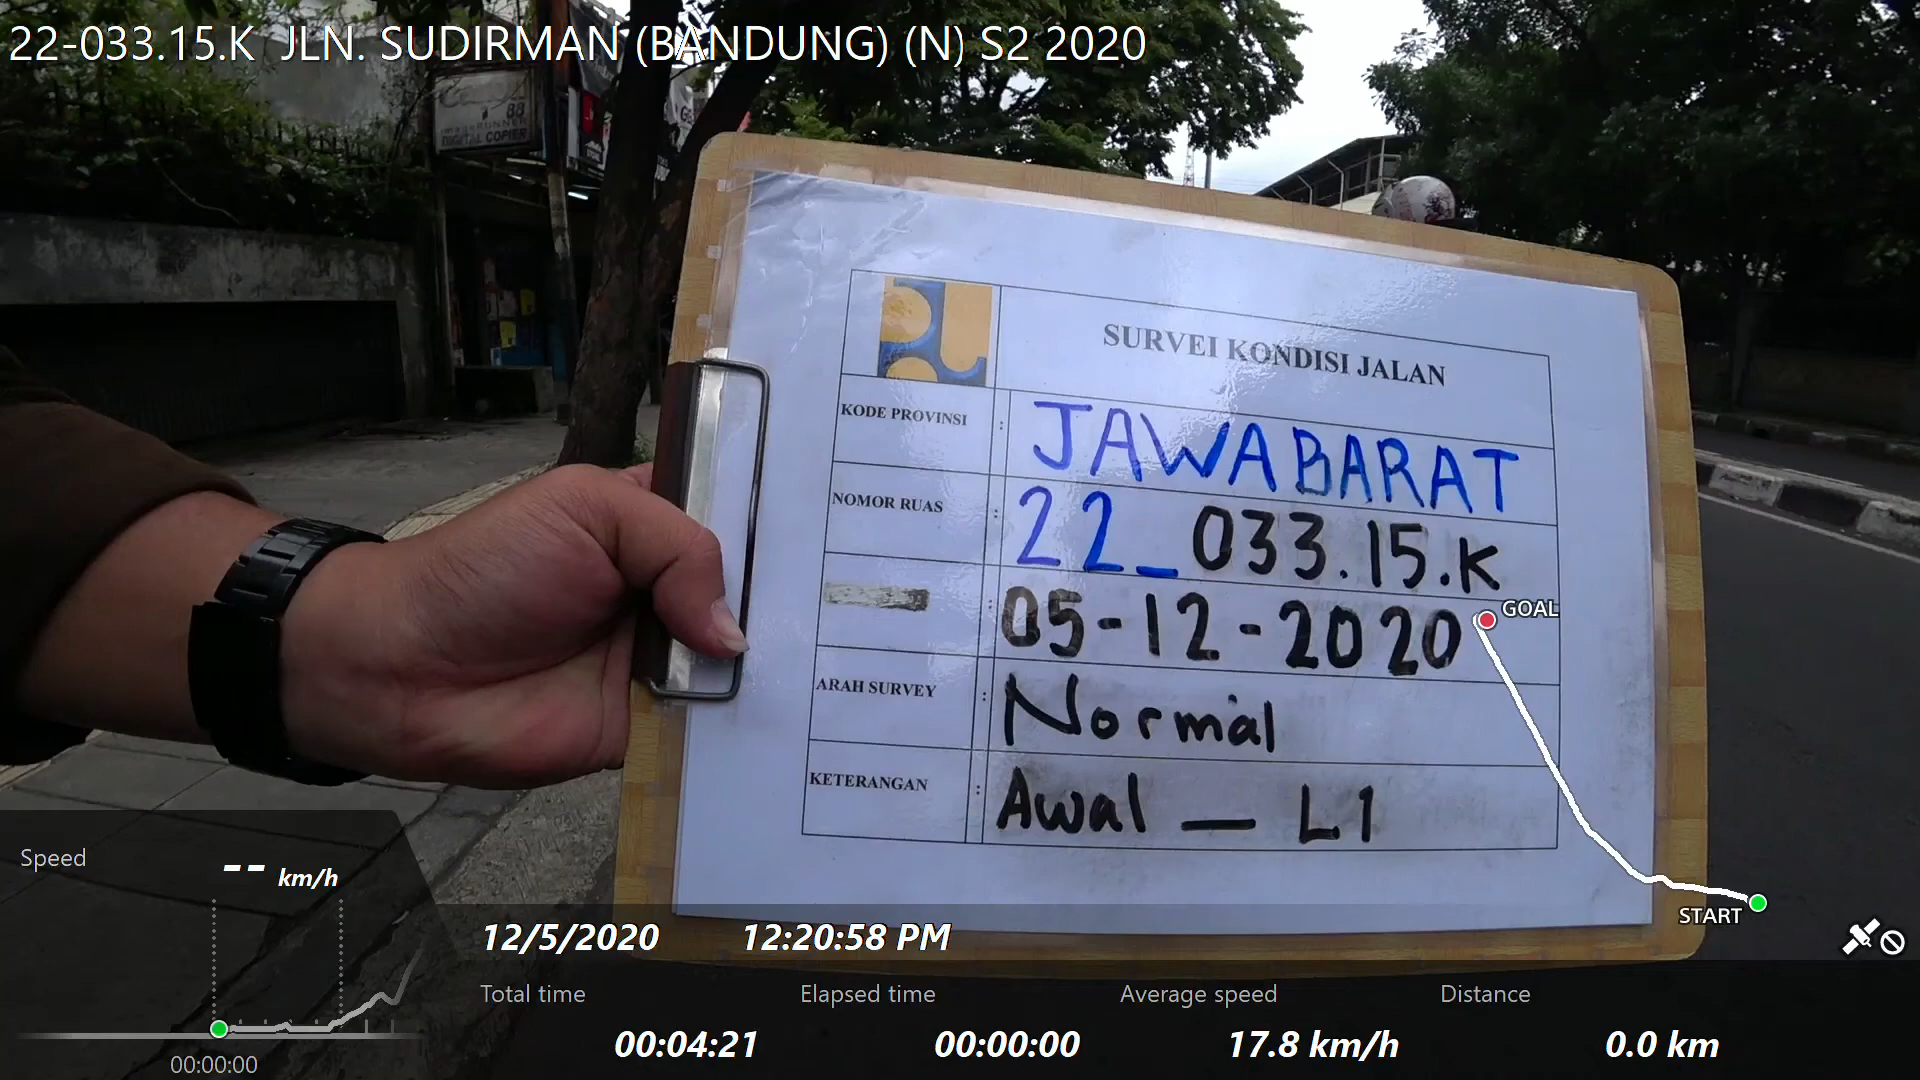 22-033.15.K JLN. SUDIRMAN (BANDUNG) (N) S2 2020
88
DIGITAL COPIER
SURVEI KONDISI JALAN
KODE PROVINSI : JAWABARAT
NOMOR RUAS : 22_033.15.K
: 05-12-2020
ARAH SURVEY : Normal
KETERANGAN : Awal _ L1
GOAL
START
Speed
-- km/h
00:00:00
12/5/2020 12:20:58 PM
Total time Elapsed time Average speed Distance
00:04:21 00:00:00 17.8 km/h 0.0 km